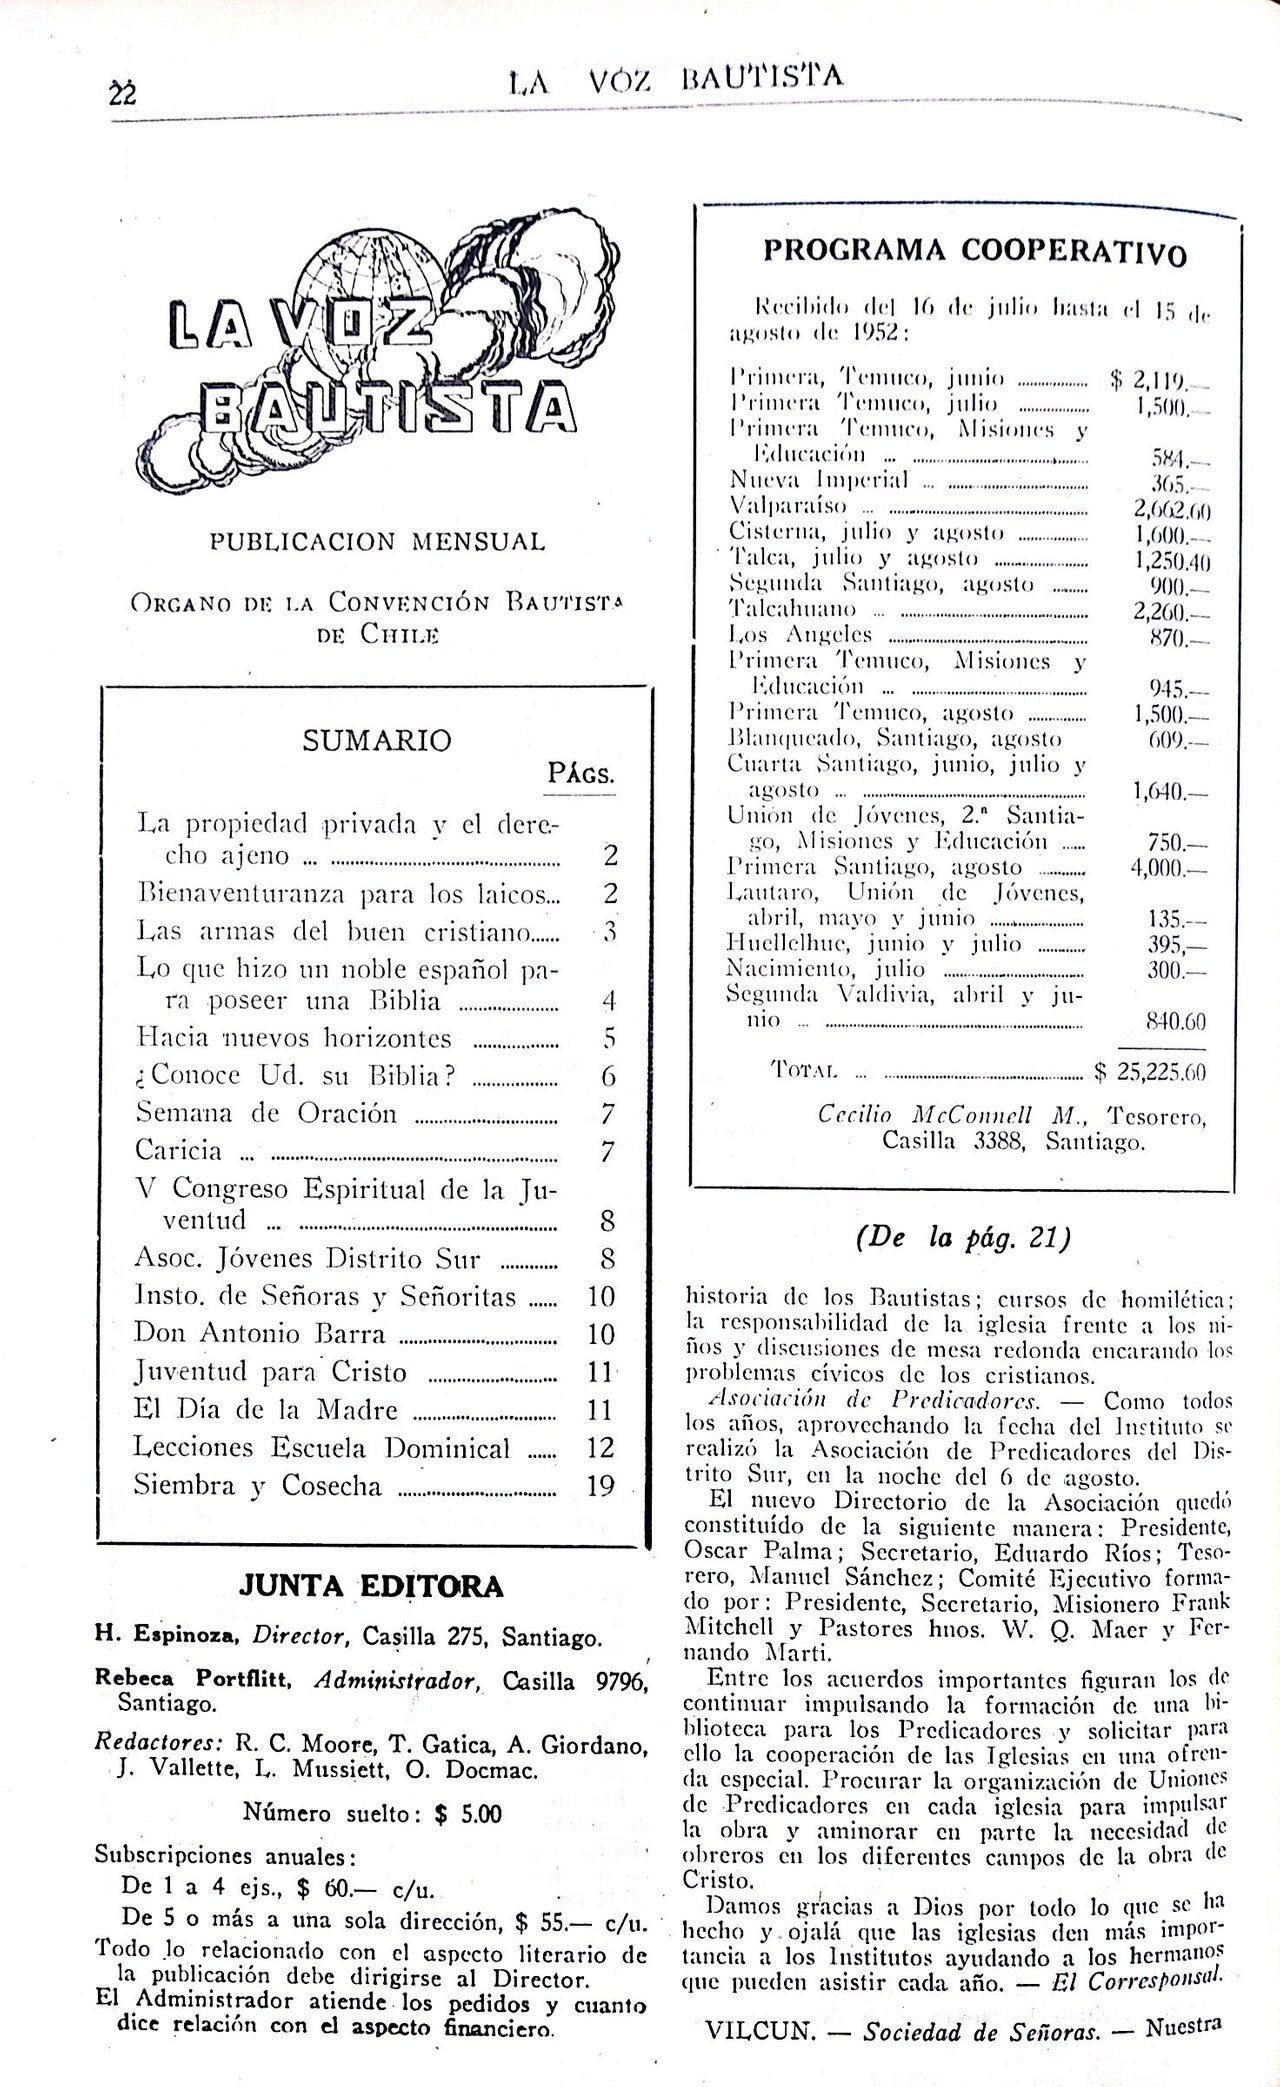 22
LA VOZ BAUTISTA
LA VOZ
BAUTISTA
PUBLICACION MENSUAL
ORGANO DE LA CONVENCIÓN BAUTISTA
DE CHILE
SUMARIO
PÁGS.
La propiedad privada y el dere-
cho ajeno ... ........ 2
Bienaventuranza para los laicos... 2
Las armas del buen cristiano...... 3
Lo que hizo un noble español pa-
ra poseer una Biblia ........ 4
Hacia nuevos horizontes ........ 5
¿Conoce Ud. su Biblia? ........ 6
Semana de Oración ........ 7
Caricia ... ........ 7
V Congreso Espiritual de la Ju-
ventud ... ........ 8
Asoc. Jóvenes Distrito Sur ........ 8
Insto. de Señoras y Señoritas ...... 10
Don Antonio Barra ........ 10
Juventud para Cristo ........ 11
El Día de la Madre ........ 11
Lecciones Escuela Dominical ...... 12
Siembra y Cosecha ........ 19
JUNTA EDITORA
H. Espinoza, Director, Casilla 275, Santiago.
Rebeca Portflitt, Administrador, Casilla 9796,
Santiago.
Redactores: R. C. Moore, T. Gatica, A. Giordano,
J. Vallette, L. Mussiett, O. Docmac.
Número suelto: $ 5.00
Subscripciones anuales:
De 1 a 4 ejs., $ 60.— c/u.
De 5 o más a una sola dirección, $ 55.— c/u.
Todo lo relacionado con el aspecto literario de
la publicación debe dirigirse al Director.
El Administrador atiende los pedidos y cuanto
dice relación con el aspecto financiero.
PROGRAMA COOPERATIVO
Recibido del 16 de julio hasta el 15 de
agosto de 1952:
Primera, Temuco, junio ........ $ 2,119.—
Primera Temuco, julio ........ 1,500.—
Primera Temuco, Misiones y
Educación ... ........ 584.—
Nueva Imperial ... ........ 365.—
Valparaíso ... ........ 2,662.60
Cisterna, julio y agosto ........ 1,600.—
Talca, julio y agosto ........ 1,250.40
Segunda Santiago, agosto ........ 900.—
Talcahuano ... ........ 2,260.—
Los Angeles ........ 870.—
Primera Temuco, Misiones y
Educación ... ........ 945.—
Primera Temuco, agosto ........ 1,500.—
Blanqueado, Santiago, agosto 609.—
Cuarta Santiago, junio, julio y
agosto ... ........ 1,640.—
Unión de Jóvenes, 2.ª Santia-
go, Misiones y Educación ...... 750.—
Primera Santiago, agosto ........ 4,000.—
Lautaro, Unión de Jóvenes,
abril, mayo y junio ........ 135.—
Huellelhue, junio y julio ........ 395,—
Nacimiento, julio ........ 300.—
Segunda Valdivia, abril y ju-
nio ... ........ 840.60
TOTAL ... ........ $ 25,225.60
Cecilio McConnell M., Tesorero,
Casilla 3388, Santiago.
(De la pág. 21)
historia de los Bautistas; cursos de homilética;
la responsabilidad de la iglesia frente a los ni-
ños y discusiones de mesa redonda encarando los
problemas cívicos de los cristianos.
Asociación de Predicadores. — Como todos
los años, aprovechando la fecha del Instituto se
realizó la Asociación de Predicadores del Dis-
trito Sur, en la noche del 6 de agosto.
El nuevo Directorio de la Asociación quedó
constituído de la siguiente manera: Presidente,
Oscar Palma; Secretario, Eduardo Ríos; Teso-
rero, Manuel Sánchez; Comité Ejecutivo forma-
do por: Presidente, Secretario, Misionero Frank
Mitchell y Pastores hnos. W. Q. Maer y Fer-
nando Marti.
Entre los acuerdos importantes figuran los de
continuar impulsando la formación de una bi-
blioteca para los Predicadores y solicitar para
ello la cooperación de las Iglesias en una ofren-
da especial. Procurar la organización de Uniones
de Predicadores en cada iglesia para impulsar
la obra y aminorar en parte la necesidad de
obreros en los diferentes campos de la obra de
Cristo.
Damos gracias a Dios por todo lo que se ha
hecho y ojalá que las iglesias den más impor-
tancia a los Institutos ayudando a los hermanos
que pueden asistir cada año. — El Corresponsal.
VILCUN. — Sociedad de Señoras. — Nuestra